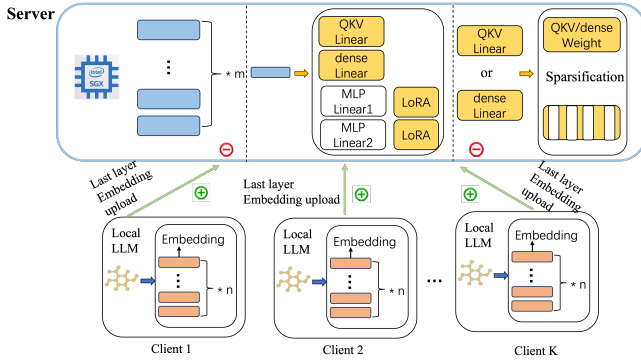 Server
intel
SGX
* m
QKV
Linear
dense
Linear
MLP
Linear1
LoRA
MLP
Linear2
LoRA
QKV
Linear
or
dense
Linear
QKV/dense
Weight
Sparsification
Last layer
Embedding
upload
Last layer
Embedding upload
Last layer
Embedding
upload
Local
LLM
Embedding
* n
Client 1
Local
LLM
Embedding
* n
Client 2
...
Local
LLM
Embedding
* n
Client K